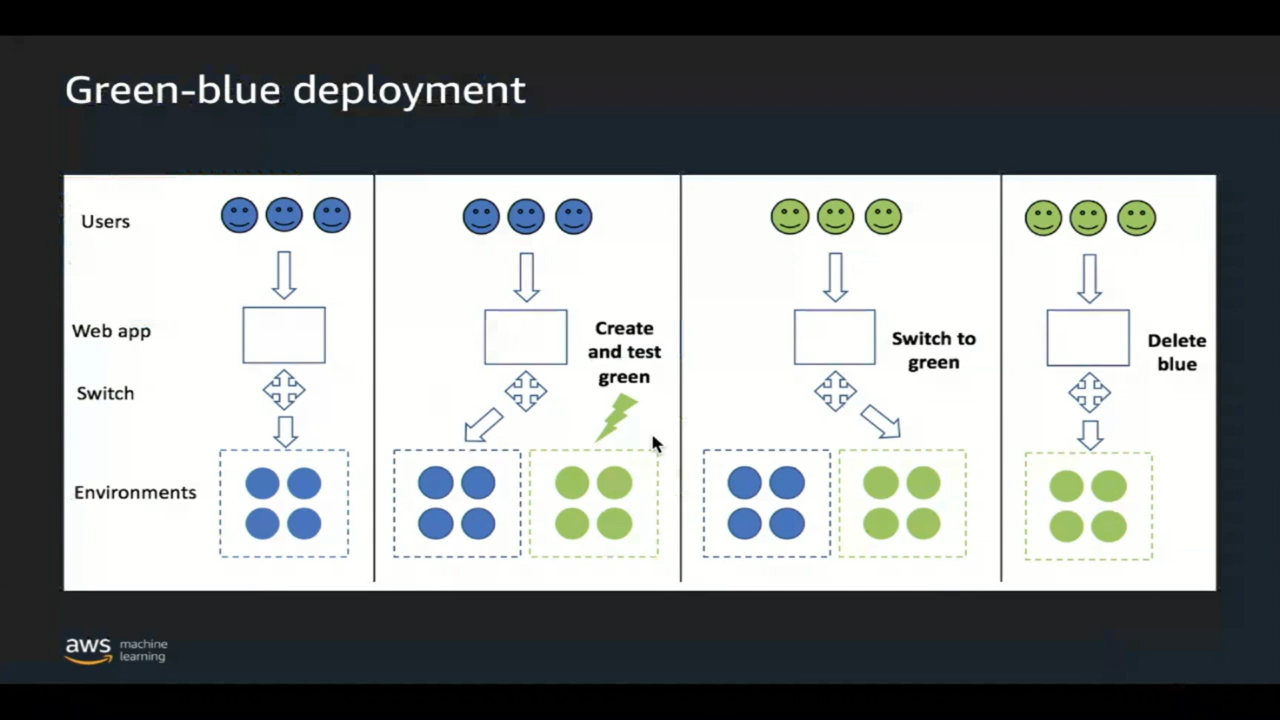 Green-blue deployment
Users
Web app
Switch
Environments
Create
and test
green
Switch to
green
Delete
blue
aws machine
learning